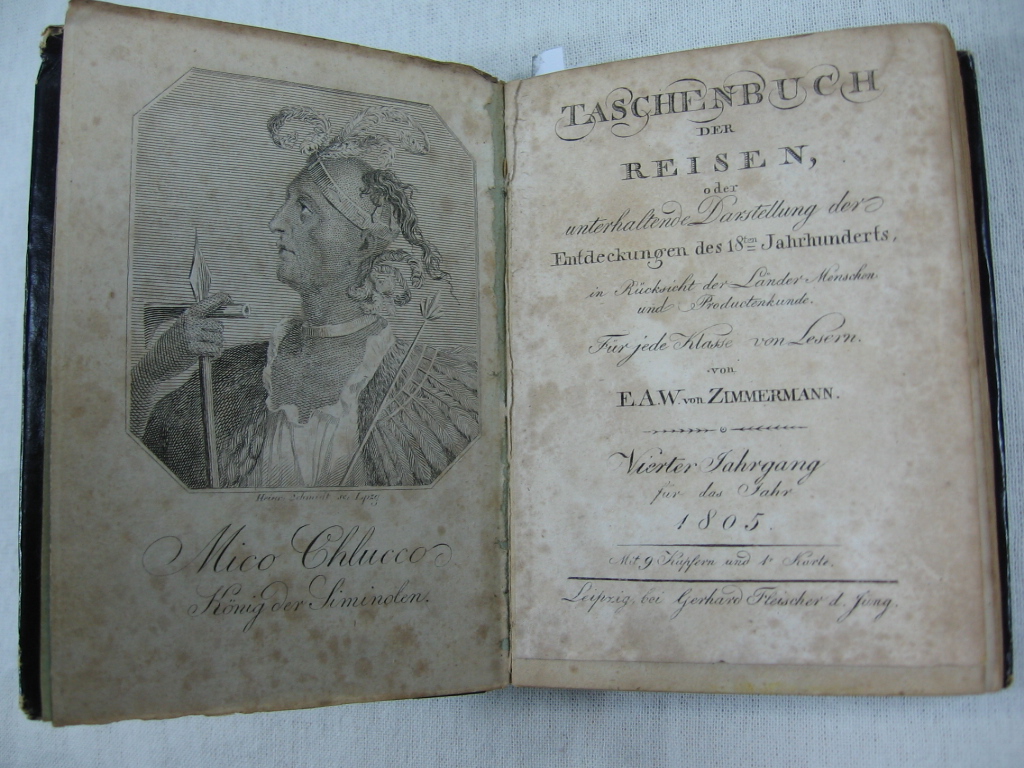 Heinr. Schmidt sc. Lpzg
Mico Chlucco
König der Siminolen.
TASCHENBUCH
DER
REISEN,
oder
unterhaltende Darstellung der
Entdeckungen des 18ten Jahrhunderts,
in Rücksicht der Länder Menschen
und Productenkunde.
Für jede Klasse von Lesern.
von
E.A.W. von ZIMMERMANN.
Vierter Jahrgang
für das Jahr
1805.
Mit 9 Kupfern und 1r Karte.
Leipzig, bei Gerhard Fleischer d. Jüng.